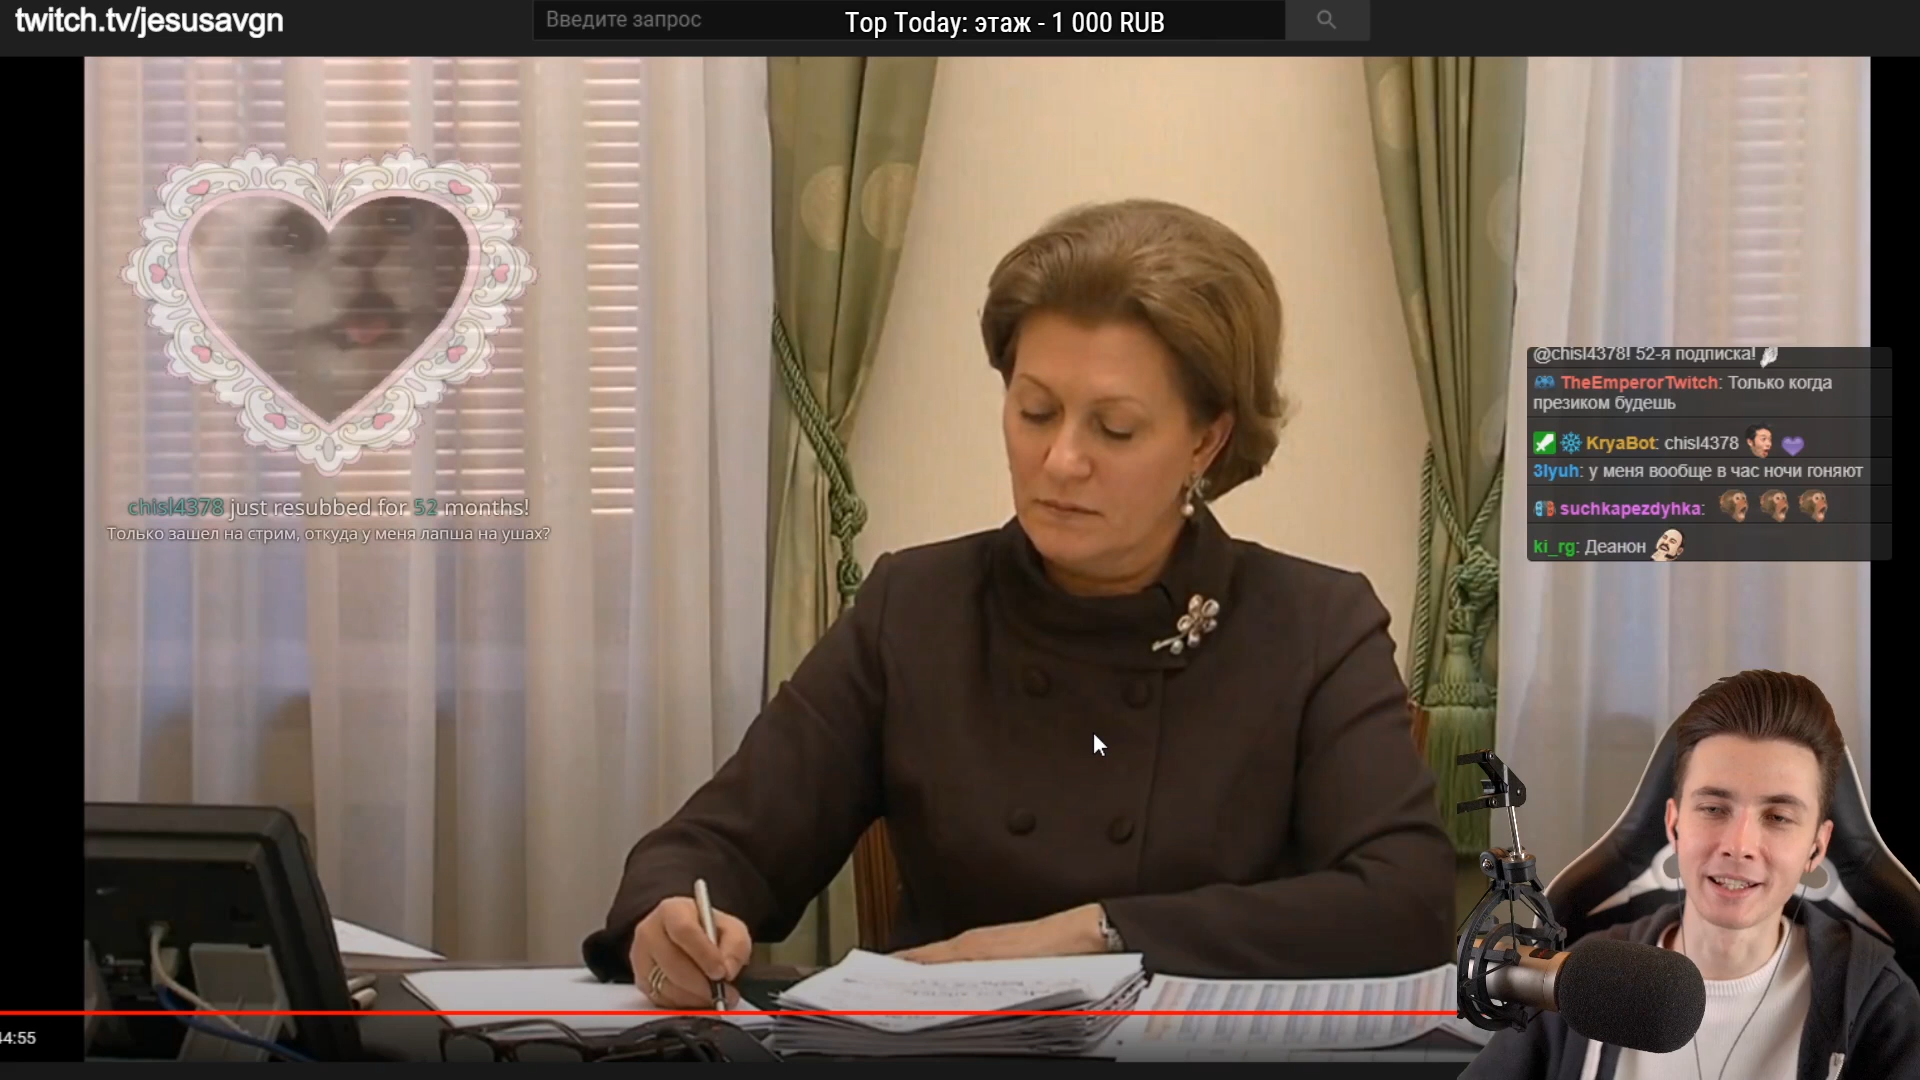 twitch.tv/jesusavgn
Введите запрос
Top Today: этаж - 1 000 RUB
chisl4378 just resubbed for 52 months!
Только зашел на стрим, откуда у меня лапша на ушах?
@chisl4378! 52-я подписка!
TheEmperorTwitch: Только когда
презиком будешь
KryaBot: chisl4378
3lyuh: у меня вообще в час ночи гоняют
suchkapezdyhka:
ki_rg: Деанон
44:55